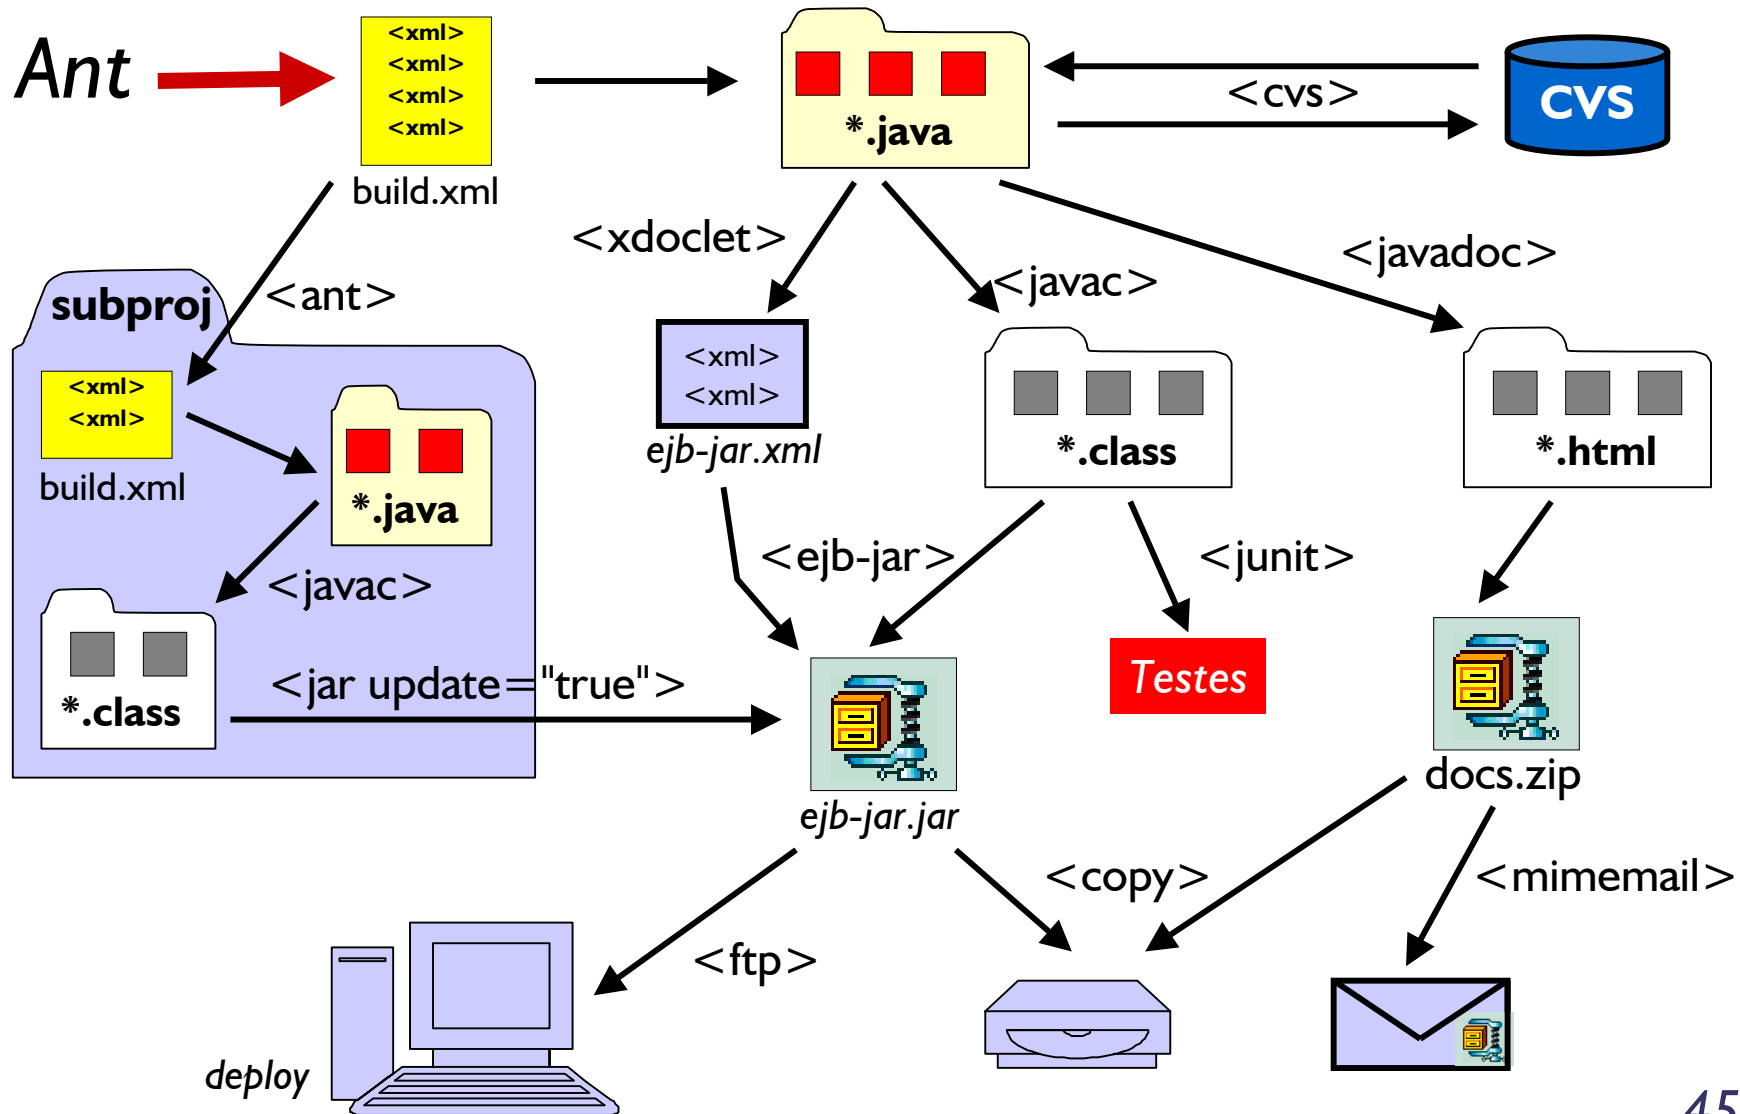 Ant
<xml>
<xml>
<xml>
<xml>
build.xml
*.java
<cvs>
CVS
<xdoclet>
<javac>
<javadoc>
subproj
<ant>
<xml>
<xml>
build.xml
*.java
<javac>
*.class
<jar update="true">
<xml>
<xml>
ejb-jar.xml
*.class
*.html
<ejb-jar>
<junit>
Testes
ejb-jar.jar
docs.zip
<copy>
<mimemail>
<ftp>
deploy
45